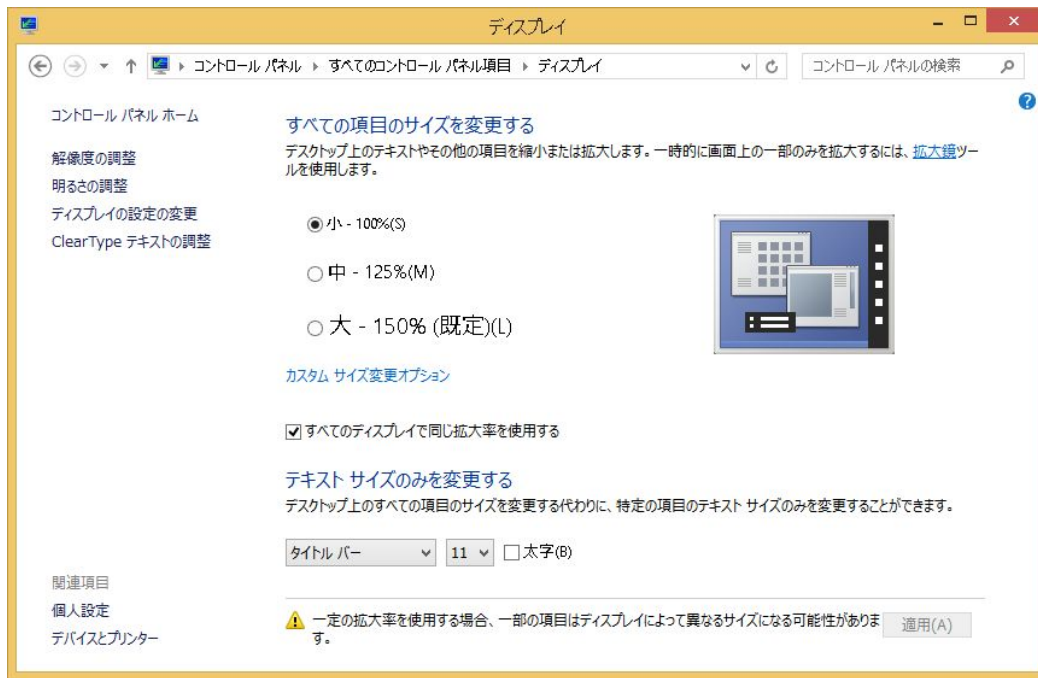 ディスプレイ
コントロール パネル ▸ すべてのコントロール パネル項目 ▸ ディスプレイ
コントロール パネルの検索
コントロール パネル ホーム
解像度の調整
明るさの調整
ディスプレイの設定の変更
ClearType テキストの調整
すべての項目のサイズを変更する
デスクトップ上のテキストやその他の項目を縮小または拡大します。一時的に画面上の一部のみを拡大するには、拡大鏡ツー
ルを使用します。
小 - 100%(S)
中 - 125%(M)
大 - 150% (既定)(L)
カスタム サイズ変更オプション
すべてのディスプレイで同じ拡大率を使用する
テキスト サイズのみを変更する
デスクトップ上のすべての項目のサイズを変更する代わりに、特定の項目のテキスト サイズのみを変更することができます。
タイトル バー 11 太字(B)
関連項目
個人設定
デバイスとプリンター
一定の拡大率を使用する場合、一部の項目はディスプレイによって異なるサイズになる可能性がありま
す。
適用(A)